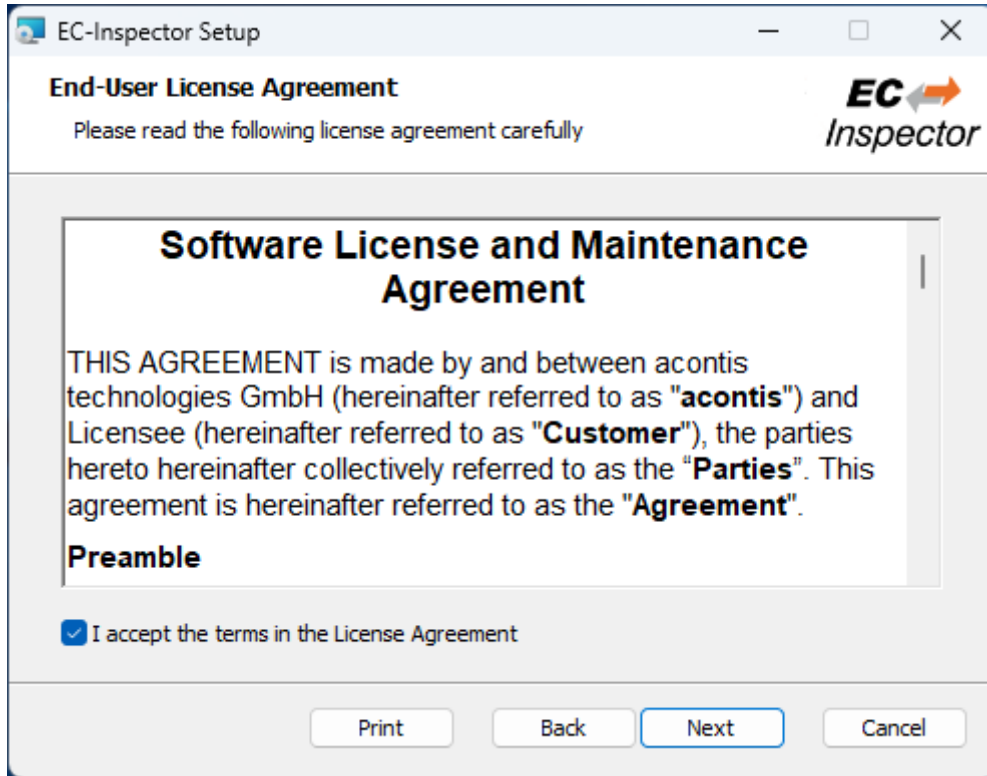 EC-Inspector Setup
End-User License Agreement
Please read the following license agreement carefully
EC
Inspector
Software License and Maintenance
Agreement
THIS AGREEMENT is made by and between acontis
technologies GmbH (hereinafter referred to as "acontis") and
Licensee (hereinafter referred to as "Customer"), the parties
hereto hereinafter collectively referred to as the “Parties”. This
agreement is hereinafter referred to as the "Agreement".
Preamble
I accept the terms in the License Agreement
Print Back Next Cancel